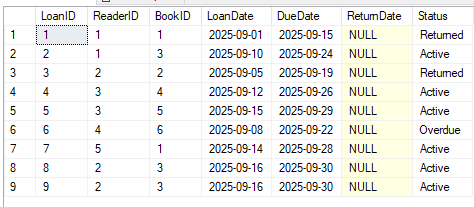 LoanID ReaderID BookID LoanDate DueDate ReturnDate Status
1 1 1 1 2025-09-01 2025-09-15 NULL Returned
2 2 1 3 2025-09-10 2025-09-24 NULL Active
3 3 2 2 2025-09-05 2025-09-19 NULL Returned
4 4 3 4 2025-09-12 2025-09-26 NULL Active
5 5 3 5 2025-09-15 2025-09-29 NULL Active
6 6 4 6 2025-09-08 2025-09-22 NULL Overdue
7 7 5 1 2025-09-14 2025-09-28 NULL Active
8 8 2 3 2025-09-16 2025-09-30 NULL Active
9 9 2 3 2025-09-16 2025-09-30 NULL Active